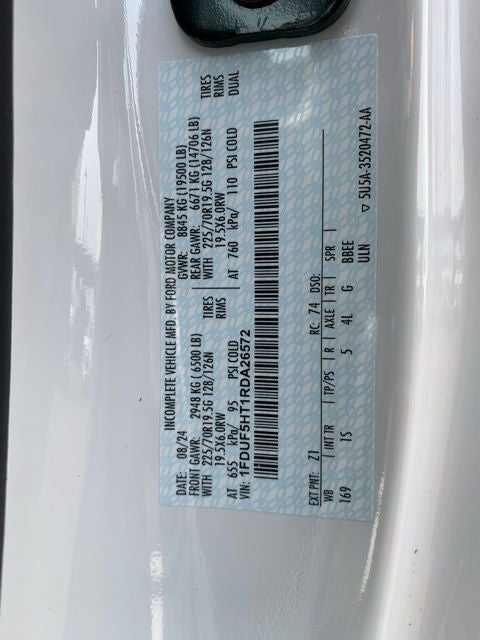 INCOMPLETE VEHICLE MFD. BY FORD MOTOR COMPANY
DATE: 08/24 GVWR: 8845 KG (19500 LB)
FRONT GAWR: 2948 KG (6500 LB) REAR GAWR: 6671 KG (14706 LB)
WITH 225/70R19.5G 128/126N TIRES WITH 225/70R19.5G 128/126N TIRES
19.5X6.0RW RIMS 19.5X6.0RW RIMS
AT 655 kPa/ 95 PSI COLD AT 760 kPa/ 110 PSI COLD DUAL
VIN: 1FDUF5HT1RDA26572
EXT PNT: Z1 RC: 74 DSO:
WB INT TR TP/PS R AXLE TR SPR
169 1S 5 4L G BBEE
ULN
▽ 5U5A-3520472-AA